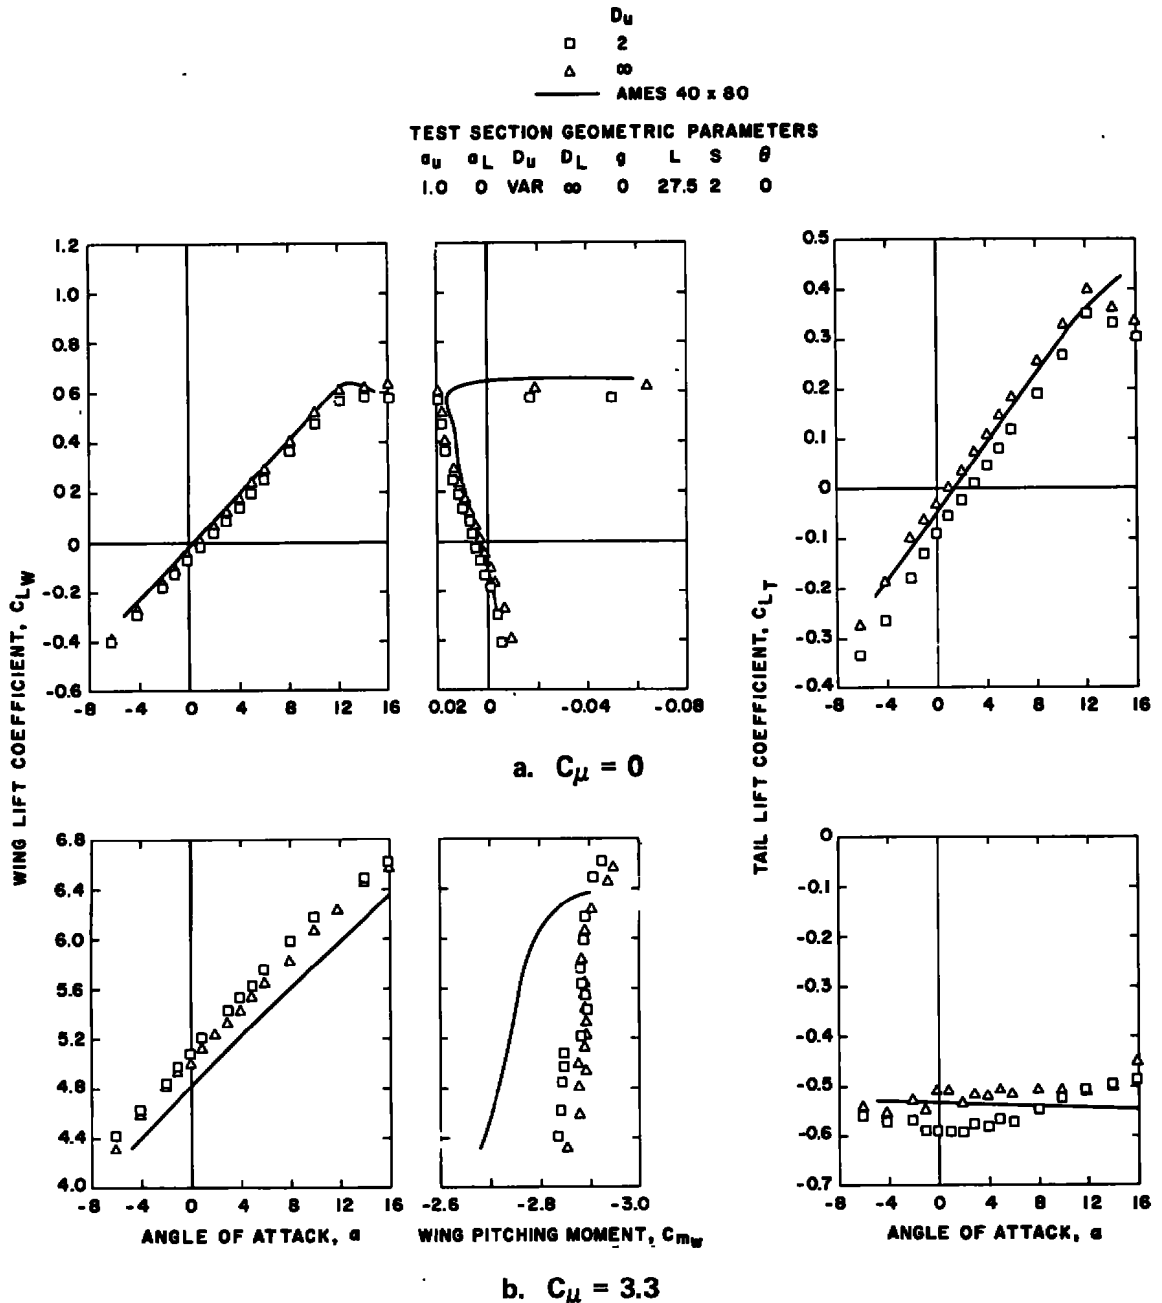 Du
2
∞
AMES 40 x 80
TEST SECTION GEOMETRIC PARAMETERS
au aL Du DL g L S θ
1.0 0 VAR ∞ 0 27.5 2 0
1.2
1.0
0.8
0.6
0.4
0.2
0
-0.2
-0.4
-0.6
-8 -4 0 4 8 12 16
0.02 0 -0.04 -0.08
0.5
0.4
0.3
0.2
0.1
0
-0.1
-0.2
-0.3
-0.4
-8 -4 0 4 8 12 16
a. Cμ = 0
WING LIFT COEFFICIENT, CLW
TAIL LIFT COEFFICIENT, CLT
6.8
6.4
6.0
5.6
5.2
4.8
4.4
4.0
-8 -4 0 4 8 12 16
ANGLE OF ATTACK, α
-2.6 -2.8 -3.0
WING PITCHING MOMENT, Cmw
0
-0.1
-0.2
-0.3
-0.4
-0.5
-0.6
-0.7
-8 -4 0 4 8 12 16
ANGLE OF ATTACK, α
b. Cμ = 3.3